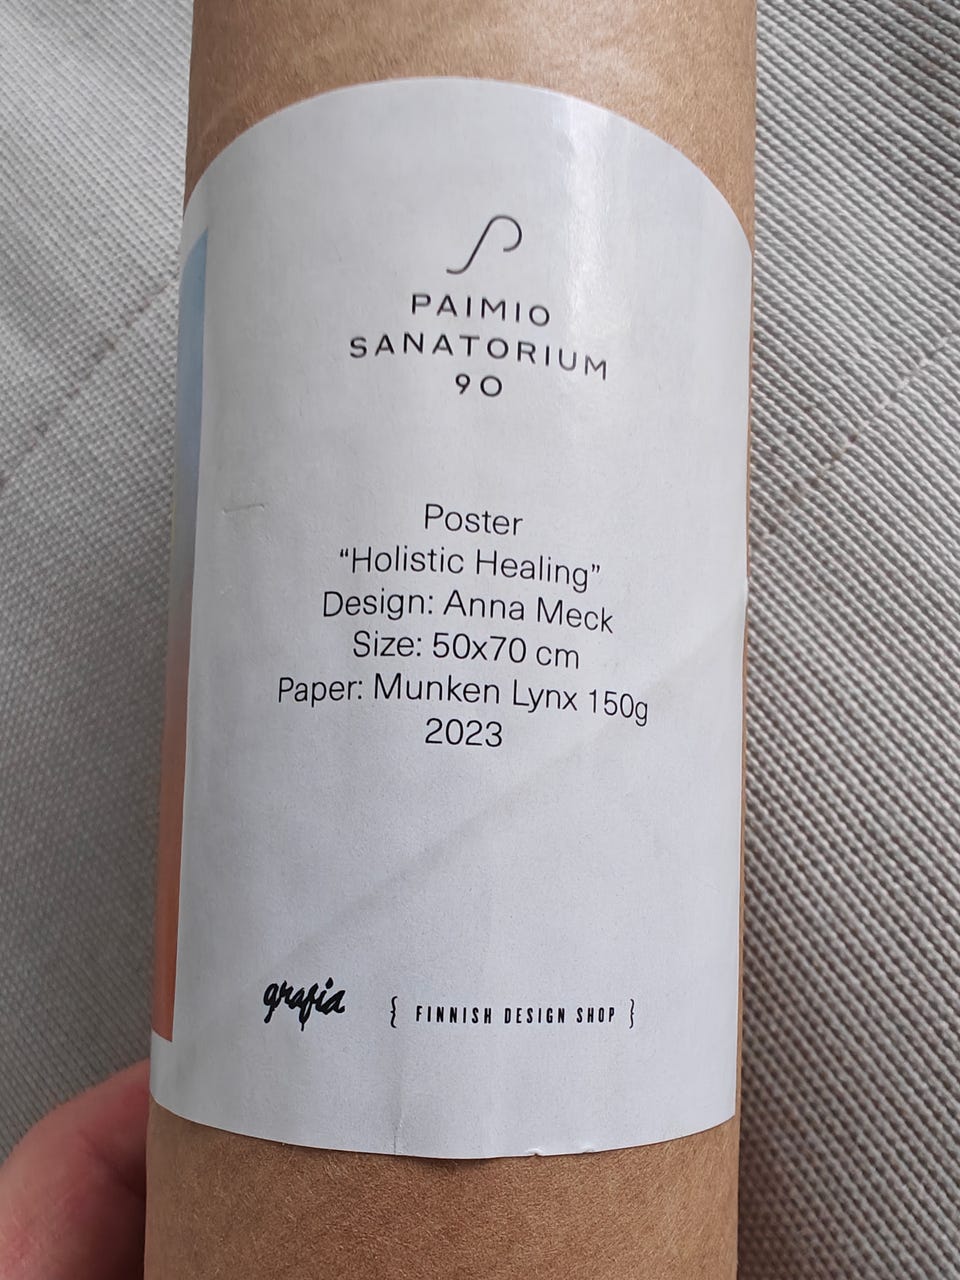 PAIMIO
SANATORIUM
90
Poster
“Holistic Healing”
Design: Anna Meck
Size: 50x70 cm
Paper: Munken Lynx 150g
2023
grafia { FINNISH DESIGN SHOP }